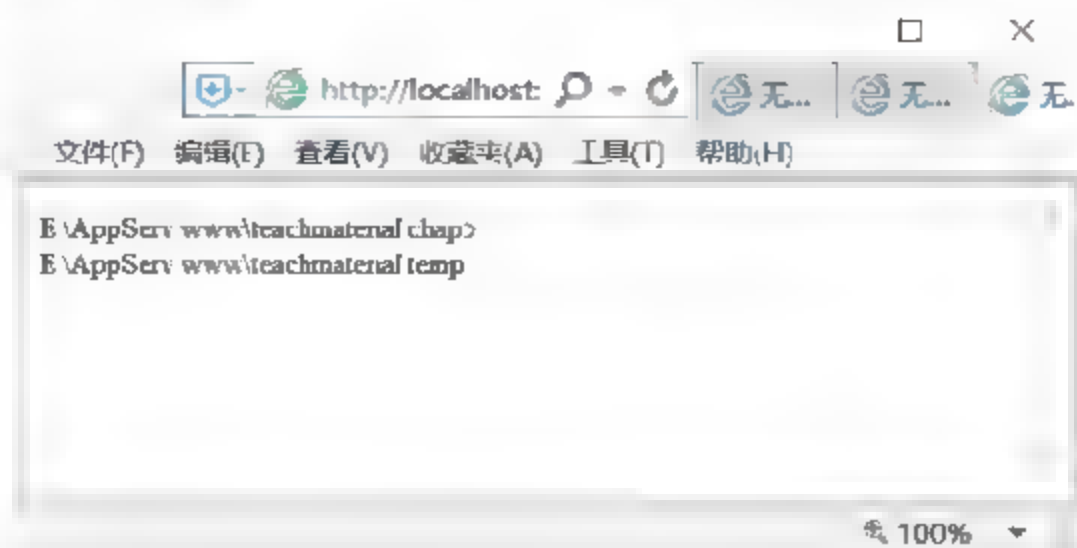 http://localhost: 无... 无... 无.
文件(F) 编辑(E) 查看(V) 收藏夹(A) 工具(T) 帮助(H)
E \AppServ www\teachmaterial
E \AppServ www\teachmaterial temp
100%